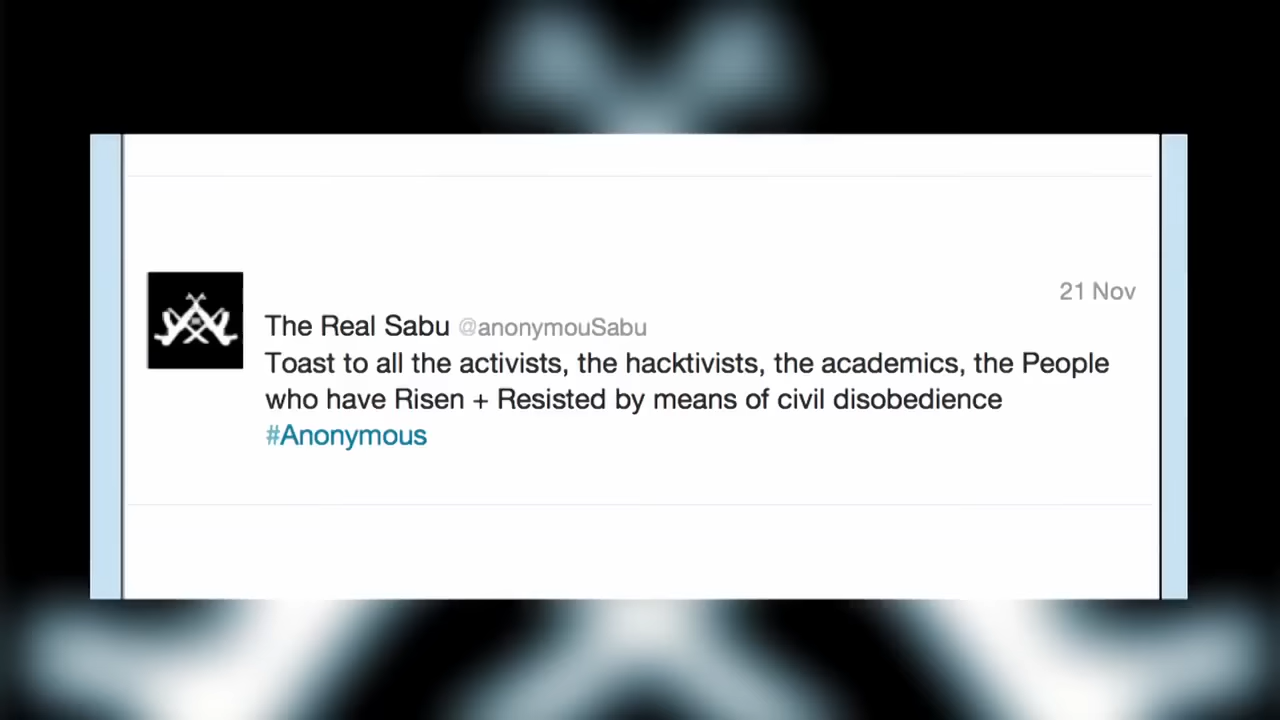 21 Nov
The Real Sabu @anonymouSabu
Toast to all the activists, the hacktivists, the academics, the People
who have Risen + Resisted by means of civil disobedience
#Anonymous